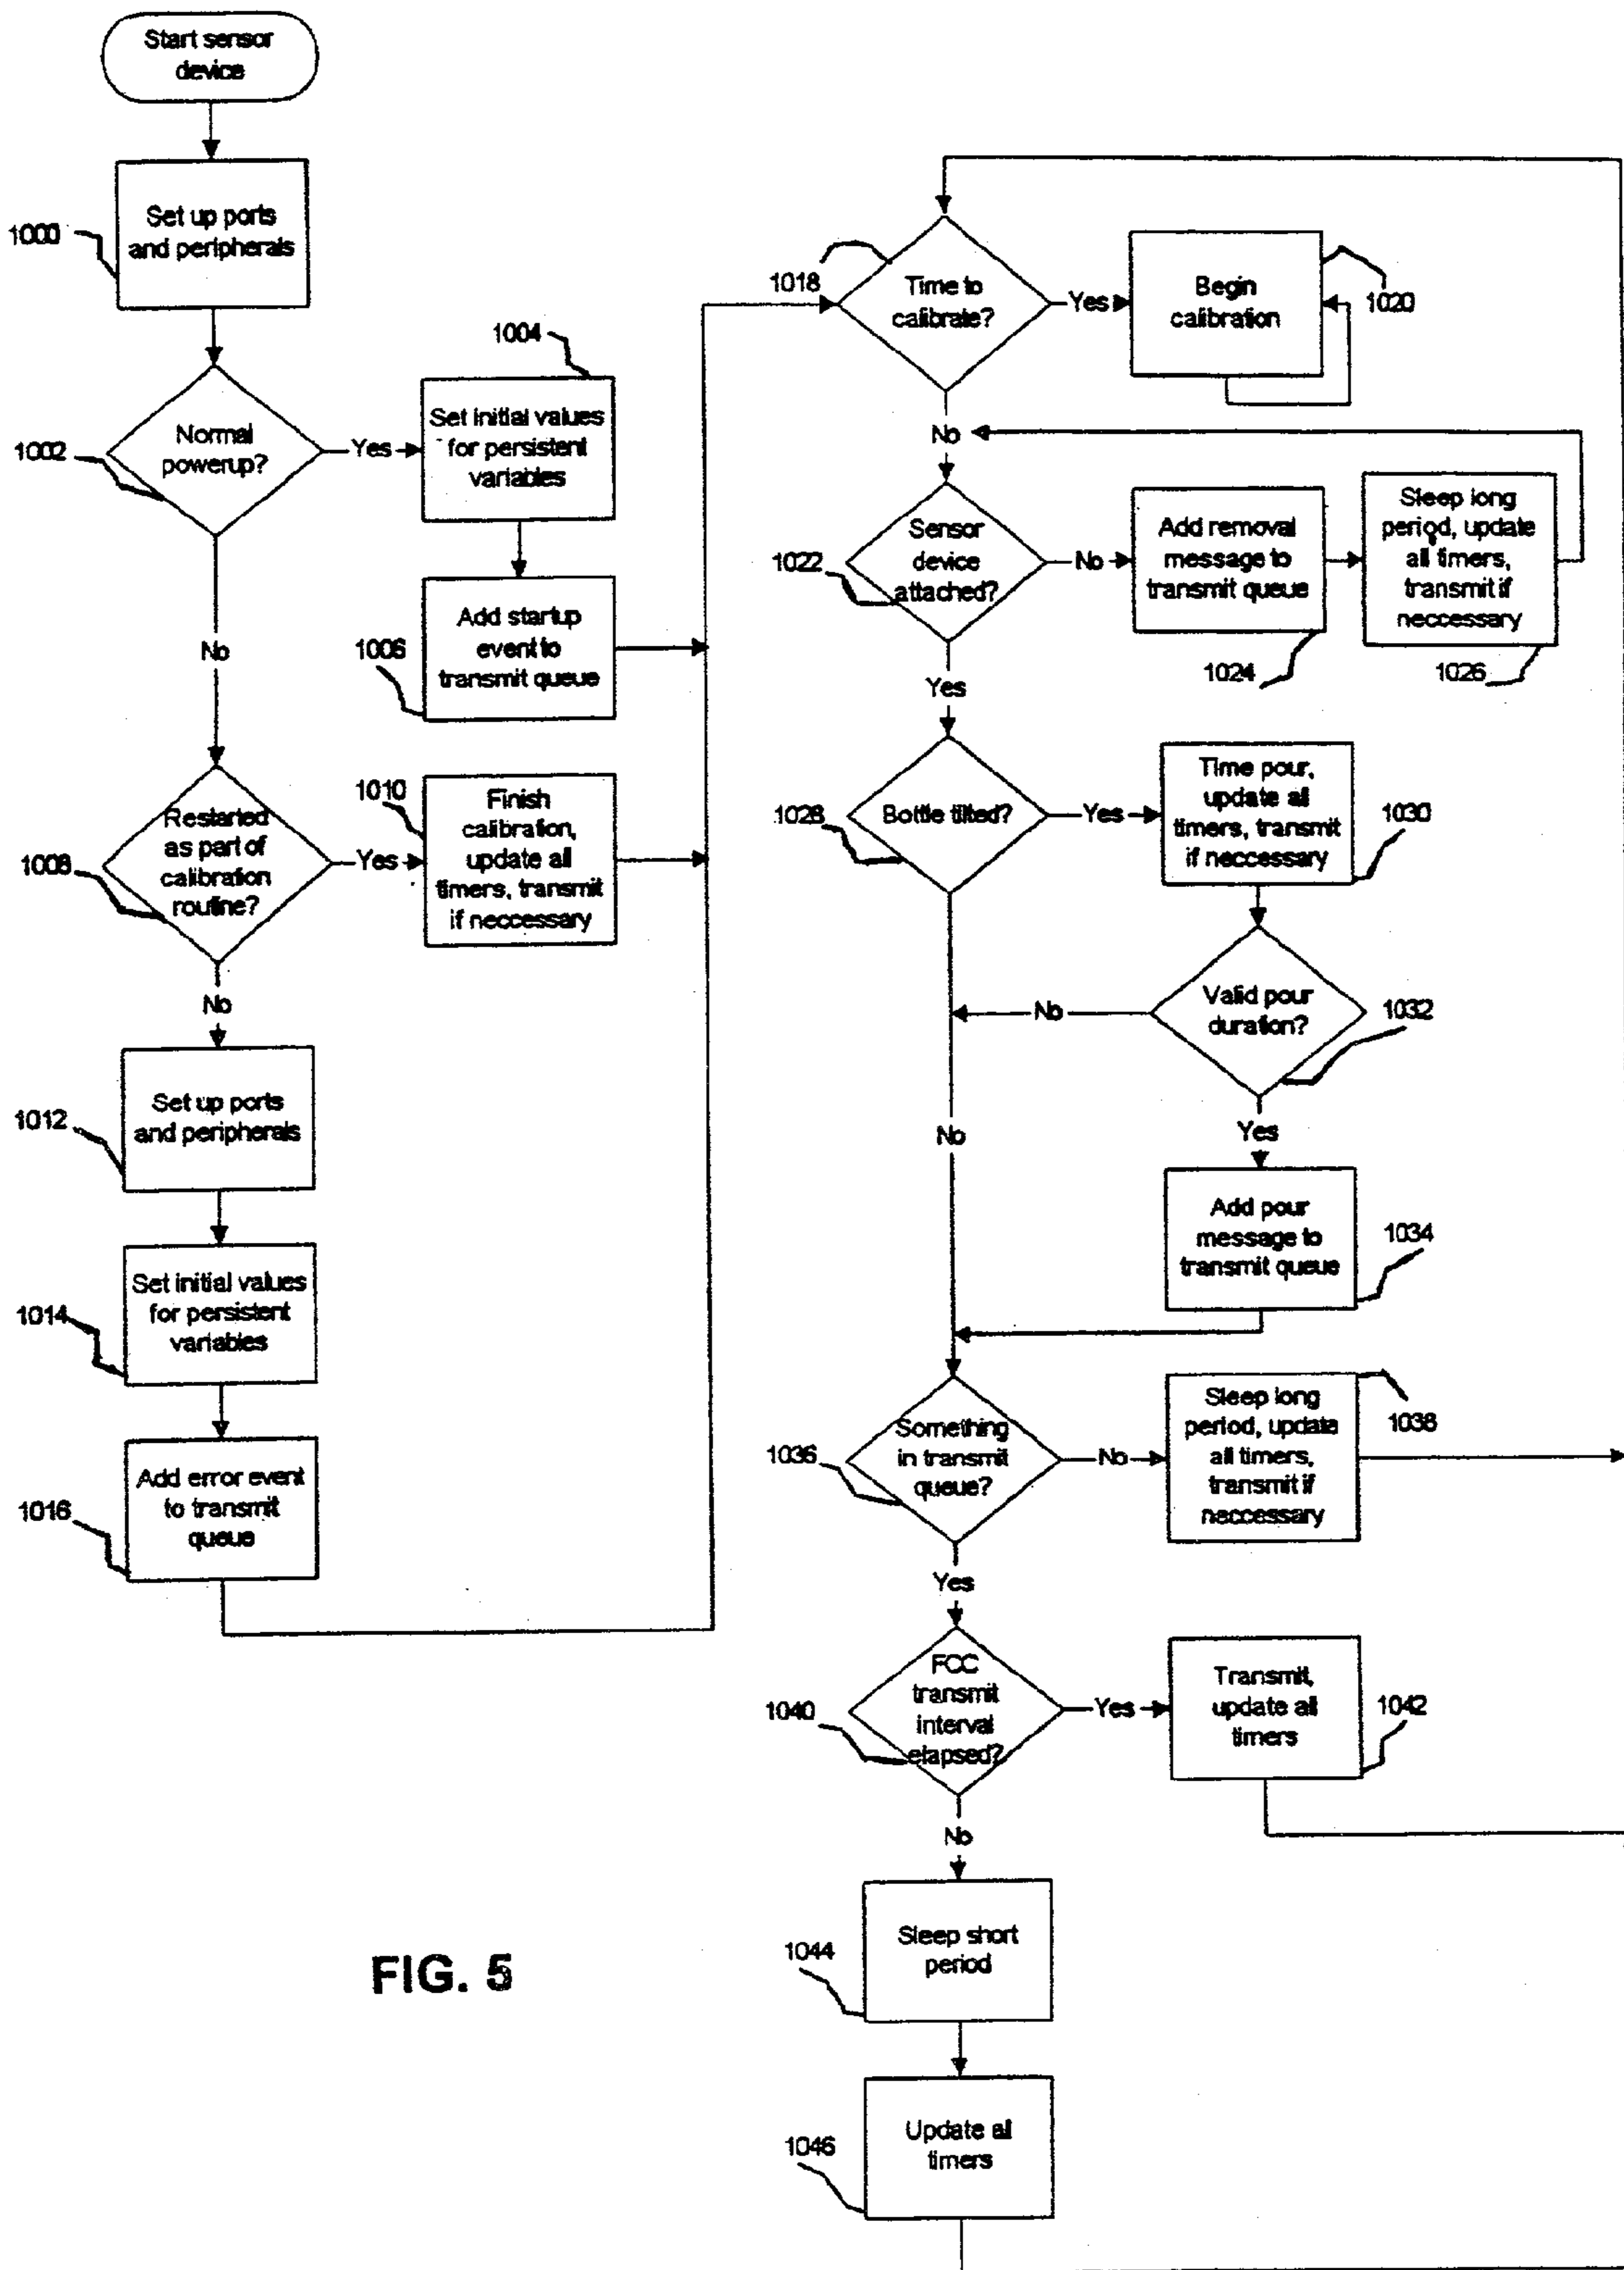 Start sensor
device
1000
Set up ports
and peripherals
1002
Normal
powerup?
Yes
1004
Set initial values
for persistent
variables
1006
Add startup
event to
transmit queue
No
1008
Restarted
as part of
calibration
routine?
Yes
1010
Finish
calibration,
update all
timers, transmit
if neccessary
No
1012
Set up ports
and peripherals
1014
Set initial values
for persistent
variables
1016
Add error event
to transmit
queue
1018
Time to
calibrate?
Yes
Begin
calibration
1020
No
1022
Sensor
device
attached?
No
Add removal
message to
transmit queue
1024
Sleep long
period, update
all timers,
transmit if
neccessary
1026
Yes
1028
Bottle tilted?
Yes
Time pour,
update all
timers, transmit
if neccessary
1030
Valid pour
duration?
1032
No
No
Yes
Add pour
message to
transmit queue
1034
1036
Something
in transmit
queue?
No
Sleep long
period, update
all timers,
transmit if
neccessary
1038
Yes
1040
FCC
transmit
interval
elapsed?
Yes
Transmit,
update all
timers
1042
No
1044
Sleep short
period
1046
Update all
timers
FIG. 5